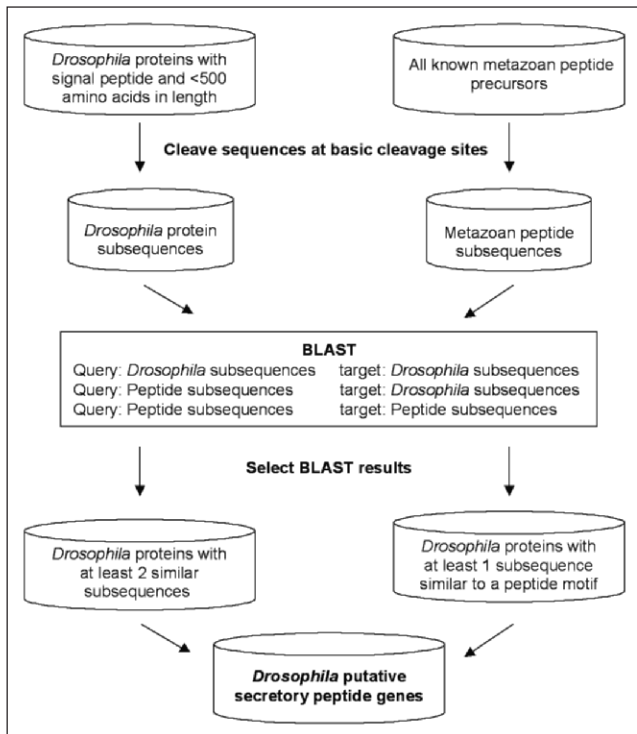 Drosophila proteins with
signal peptide and <500
amino acids in length
All known metazoan peptide
precursors
Cleave sequences at basic cleavage sites
Drosophila protein
subsequences
Metazoan peptide
subsequences
BLAST
Query: Drosophila subsequences target: Drosophila subsequences
Query: Peptide subsequences target: Drosophila subsequences
Query: Peptide subsequences target: Peptide subsequences
Select BLAST results
Drosophila proteins with
at least 2 similar
subsequences
Drosophila proteins with
at least 1 subsequence
similar to a peptide motif
Drosophila putative
secretory peptide genes